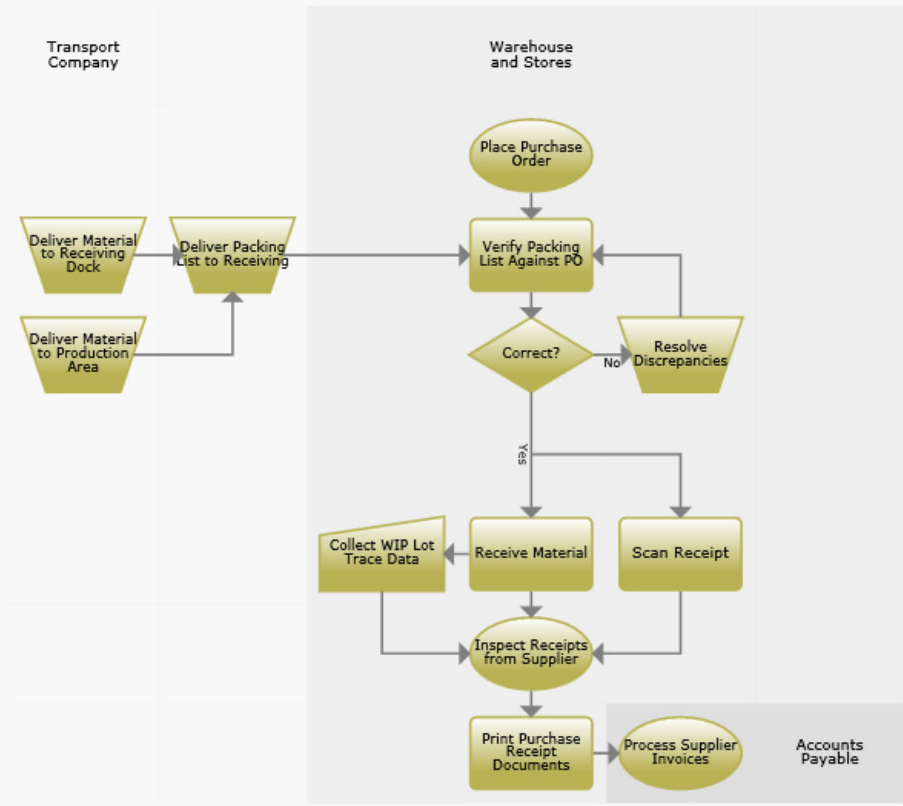 Transport
Company
Warehouse
and Stores
Place Purchase
Order
Deliver Material
to Receiving
Dock
Deliver Packing
List to Receiving
Verify Packing
List Against PO
Deliver Material
to Production
Area
Correct?
No
Resolve
Discrepancies
Yes
Collect WIP Lot
Trace Data
Receive Material
Scan Receipt
Inspect Receipts
from Supplier
Print Purchase
Receipt
Documents
Process Supplier
Invoices
Accounts
Payable